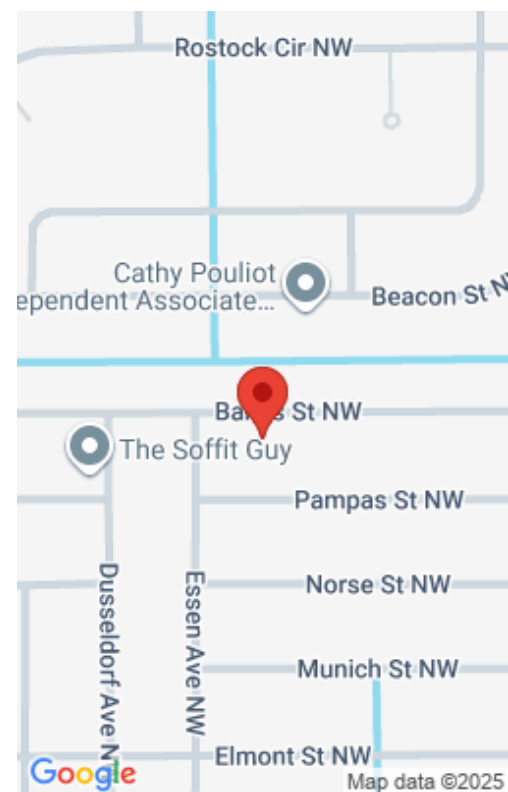 Rostock Cir NW
Cathy Pouliot
ependent Associate...
Beacon St NW
St NW
The Soffit Guy
Pampas St NW
Norse St NW
Dusseldorf Ave N
Essen Ave NW
Munich St NW
Elmont St NW
Google
Map data ©2025